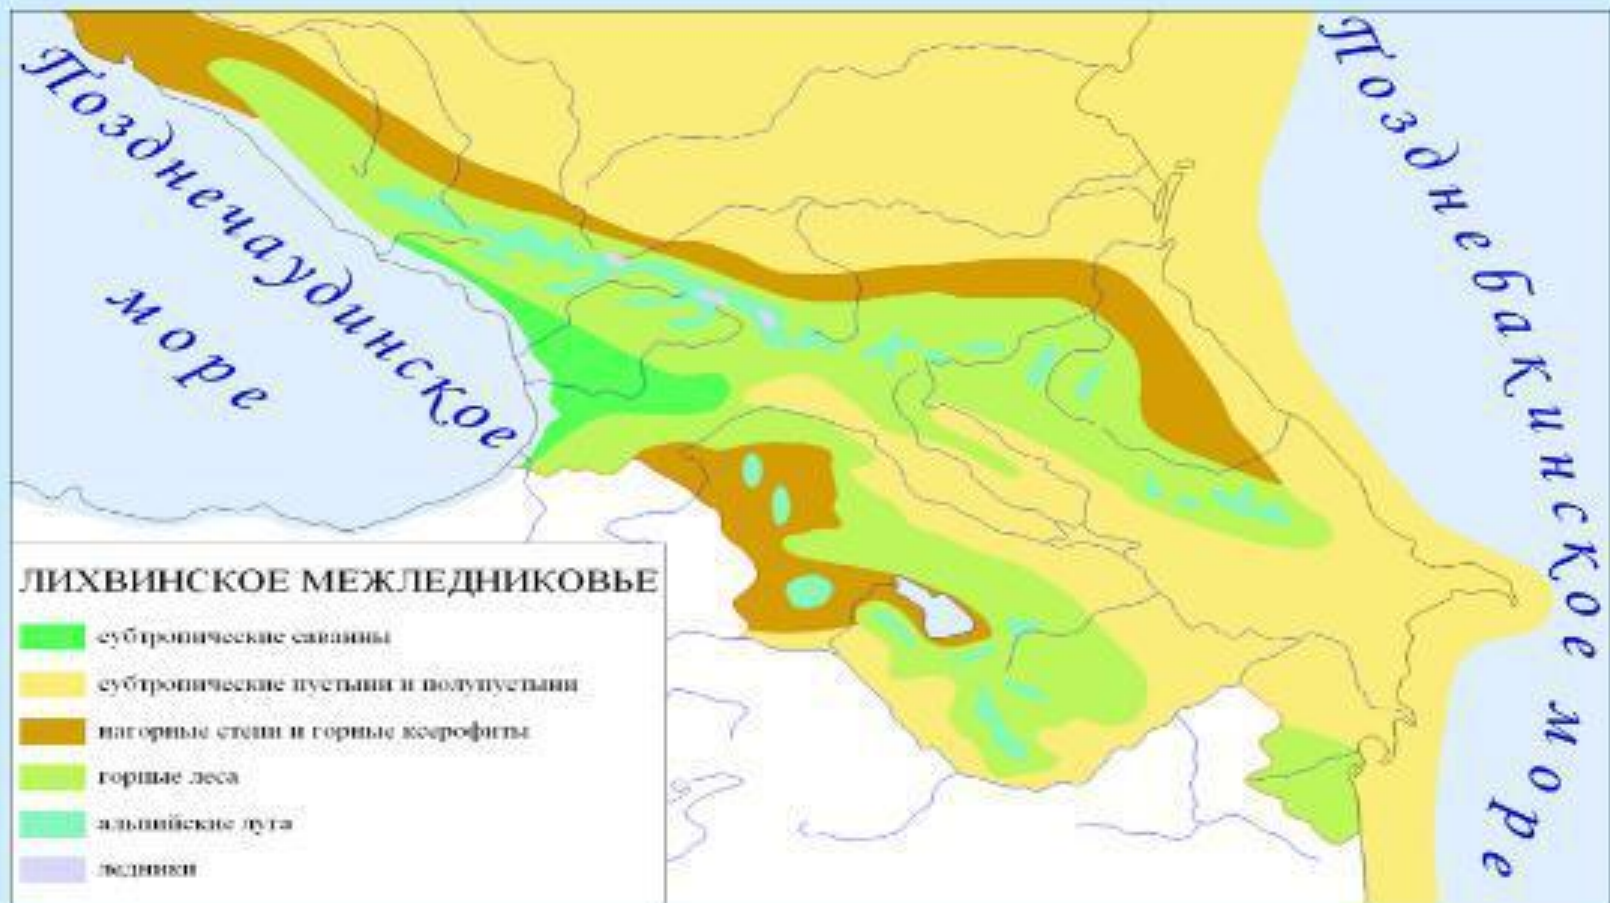 Позднечаудинское
море
Позднебакинское море
ЛИХВИНСКОЕ МЕЖЛЕДНИКОВЬЕ
субтропические саванны
субтропические пустыни и полупустыни
нагорные степи и горные ксерофиты
горные леса
альпийские луга
ледники